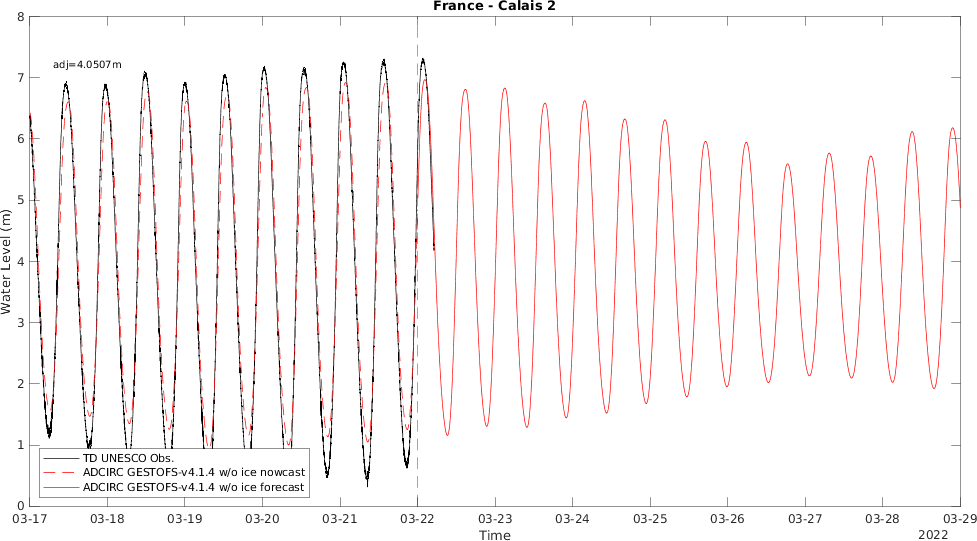 France - Calais 2
adj=4.0507m
Water Level (m)
8
7
6
5
4
3
2
1
0
TD UNESCO Obs.
ADCIRC GESTOFS-v4.1.4 w/o ice nowcast
ADCIRC GESTOFS-v4.1.4 w/o ice forecast
03-17 03-18 03-19 03-20 03-21 03-22 03-23 03-24 03-25 03-26 03-27 03-28 03-29
Time
2022